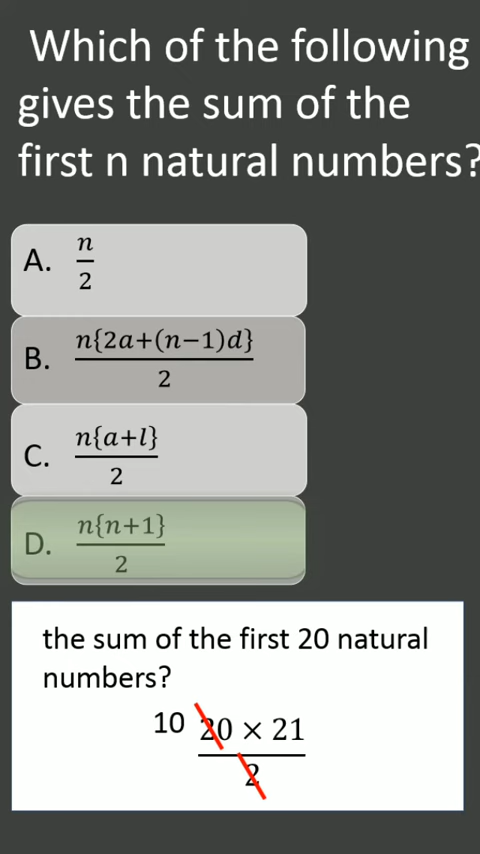 Which of the following
gives the sum of the
first n natural numbers?
A. n/2
B. n{2a+(n−1)d}/2
C. n{a+l}/2
D. n{n+1}/2
the sum of the first 20 natural
numbers?
10 20 × 21/2